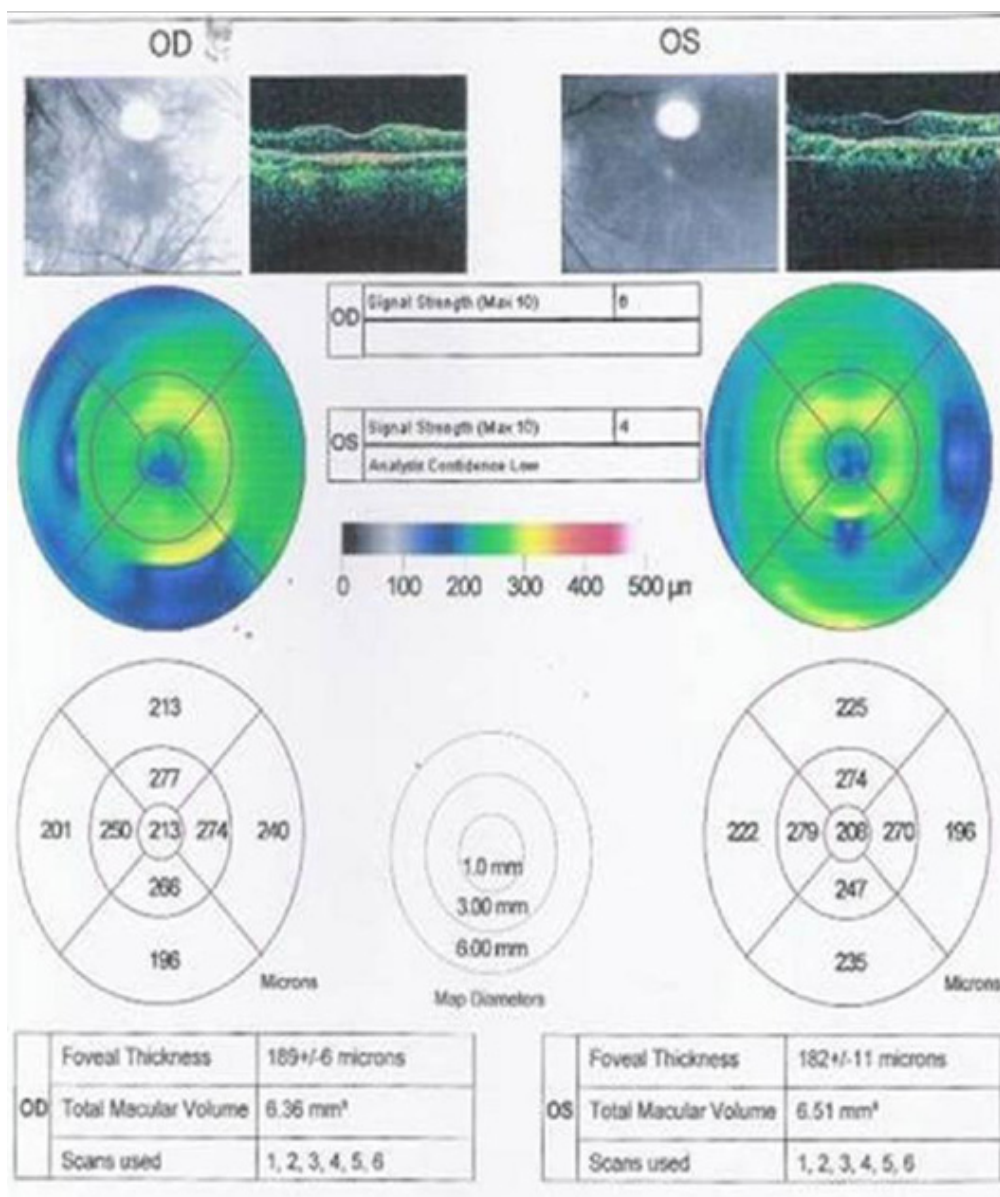 OD OS
OD Signal Strength (Max 10) 6
OS Signal Strength (Max 10) 4
Analysis Confidence Low
0 100 200 300 400 500 µm
213
277
201 250 213 274 240
266
196
Microns
1.0 mm
3.00 mm
6.00 mm
Map Diameters
225
274
222 279 208 270 196
247
235
Microns
OD
Foveal Thickness 189+/-6 microns
Total Macular Volume 6.36 mm³
Scans used 1, 2, 3, 4, 5, 6
OS
Foveal Thickness 182+/-11 microns
Total Macular Volume 6.51 mm³
Scans used 1, 2, 3, 4, 5, 6